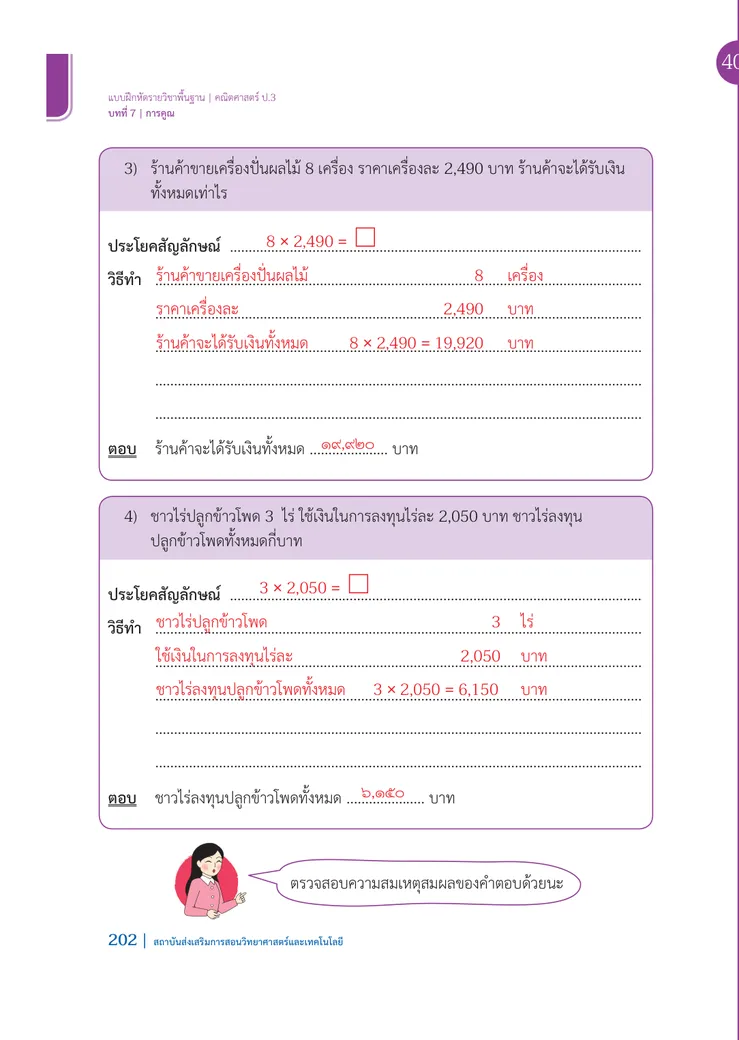 40
แบบฝึกหัดรายวิชาพื้นฐาน | คณิตศาสตร์ ป.3
บทที่ 7 | การคูณ
3) ร้านค้าขายเครื่องปั่นผลไม้ 8 เครื่อง ราคาเครื่องละ 2,490 บาท ร้านค้าจะได้รับเงิน
ทั้งหมดเท่าไร
ประโยคสัญลักษณ์ 8 × 2,490 = □
วิธีทำ ร้านค้าขายเครื่องปั่นผลไม้ 8 เครื่อง
ราคาเครื่องละ 2,490 บาท
ร้านค้าจะได้รับเงินทั้งหมด 8 × 2,490 = 19,920 บาท
ตอบ ร้านค้าจะได้รับเงินทั้งหมด ๑๙,๙๒๐ บาท
4) ชาวไร่ปลูกข้าวโพด 3 ไร่ ใช้เงินในการลงทุนไร่ละ 2,050 บาท ชาวไร่ลงทุน
ปลูกข้าวโพดทั้งหมดกี่บาท
ประโยคสัญลักษณ์ 3 × 2,050 = □
วิธีทำ ชาวไร่ปลูกข้าวโพด 3 ไร่
ใช้เงินในการลงทุนไร่ละ 2,050 บาท
ชาวไร่ลงทุนปลูกข้าวโพดทั้งหมด 3 × 2,050 = 6,150 บาท
ตอบ ชาวไร่ลงทุนปลูกข้าวโพดทั้งหมด ๖,๑๕๐ บาท
ตรวจสอบความสมเหตุสมผลของคำตอบด้วยนะ
202 | สถาบันส่งเสริมการสอนวิทยาศาสตร์และเทคโนโลยี